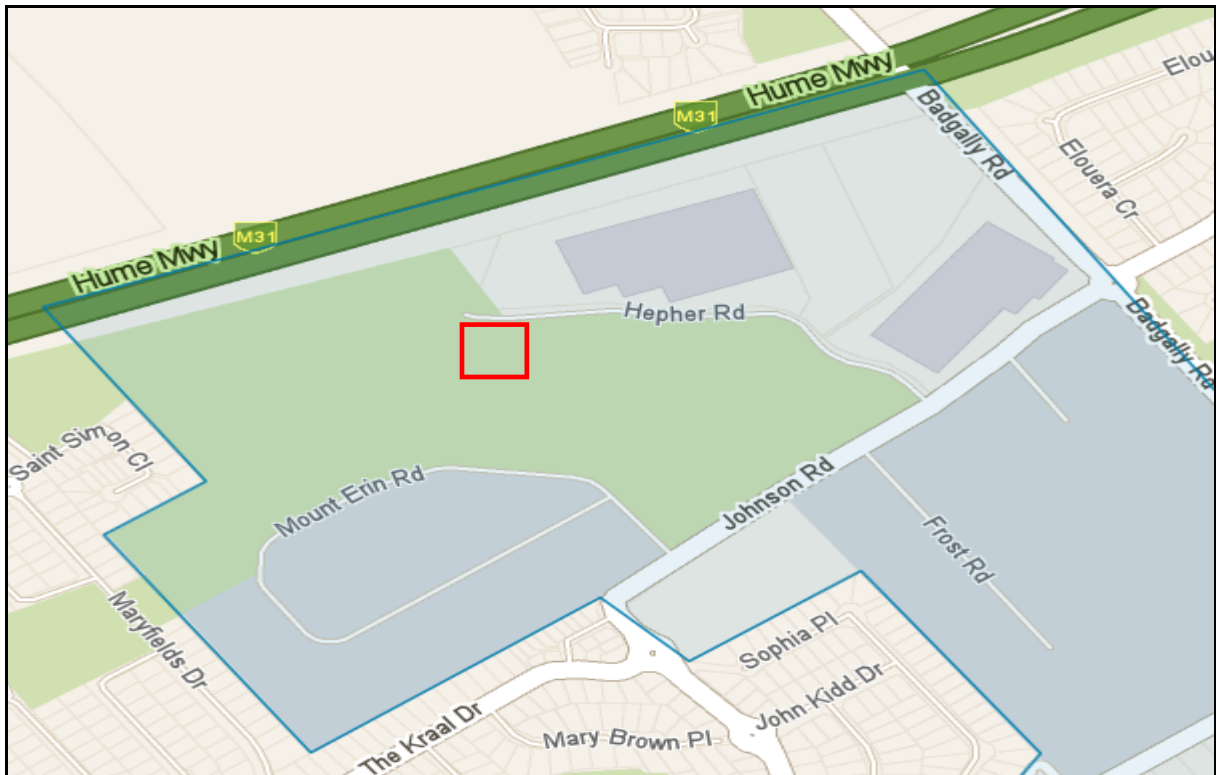 Hume Mwy
M31
Badgally Rd
Elou
Elouera Cr
M31
Hume Mwy
Hepher Rd
Badgally Rd
Saint Simon Cl
Mount Erin Rd
Johnson Rd
Frost Rd
Maryfields Dr
Sophia Pl
John Kidd Dr
The Kraal Dr
Mary Brown Pl